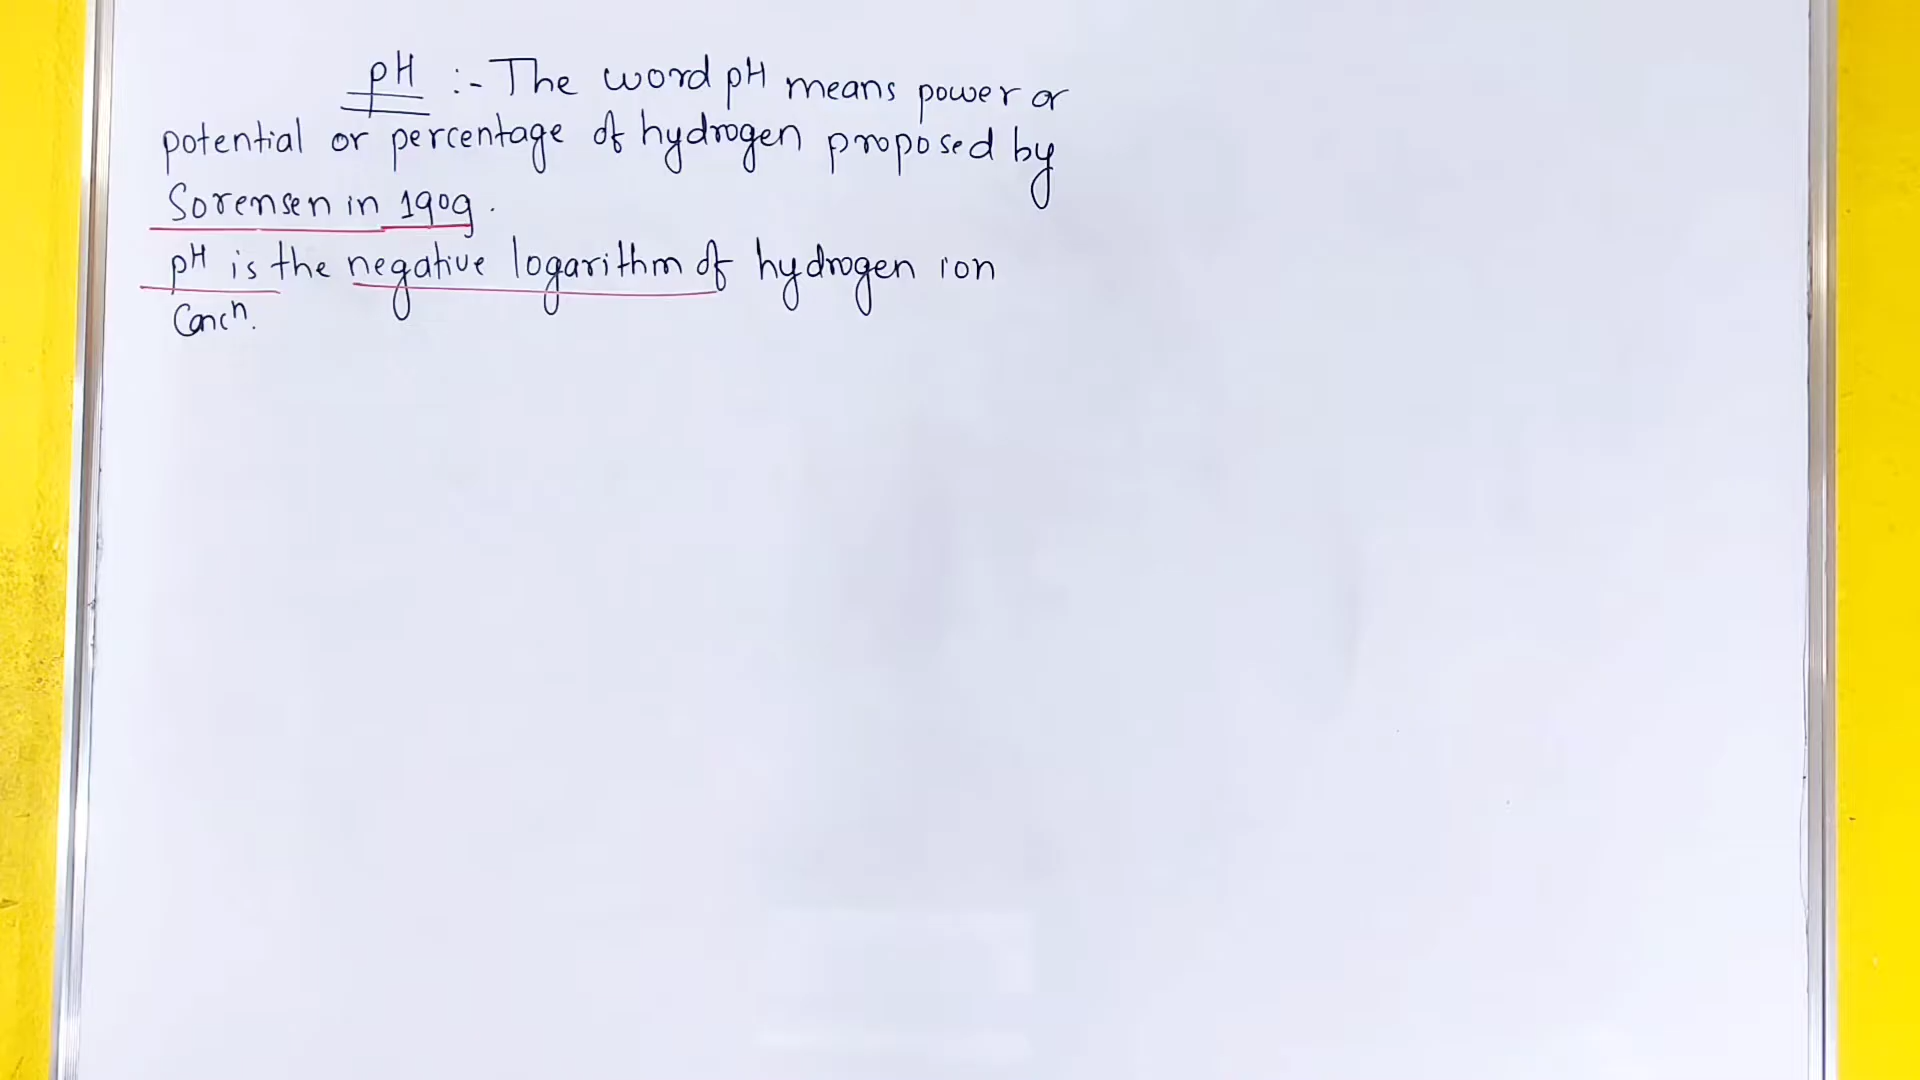 pH :- The word pH means power or
potential or percentage of hydrogen proposed by
Sorensen in 1909.
pH is the negative logarithm of hydrogen ion
Concⁿ.